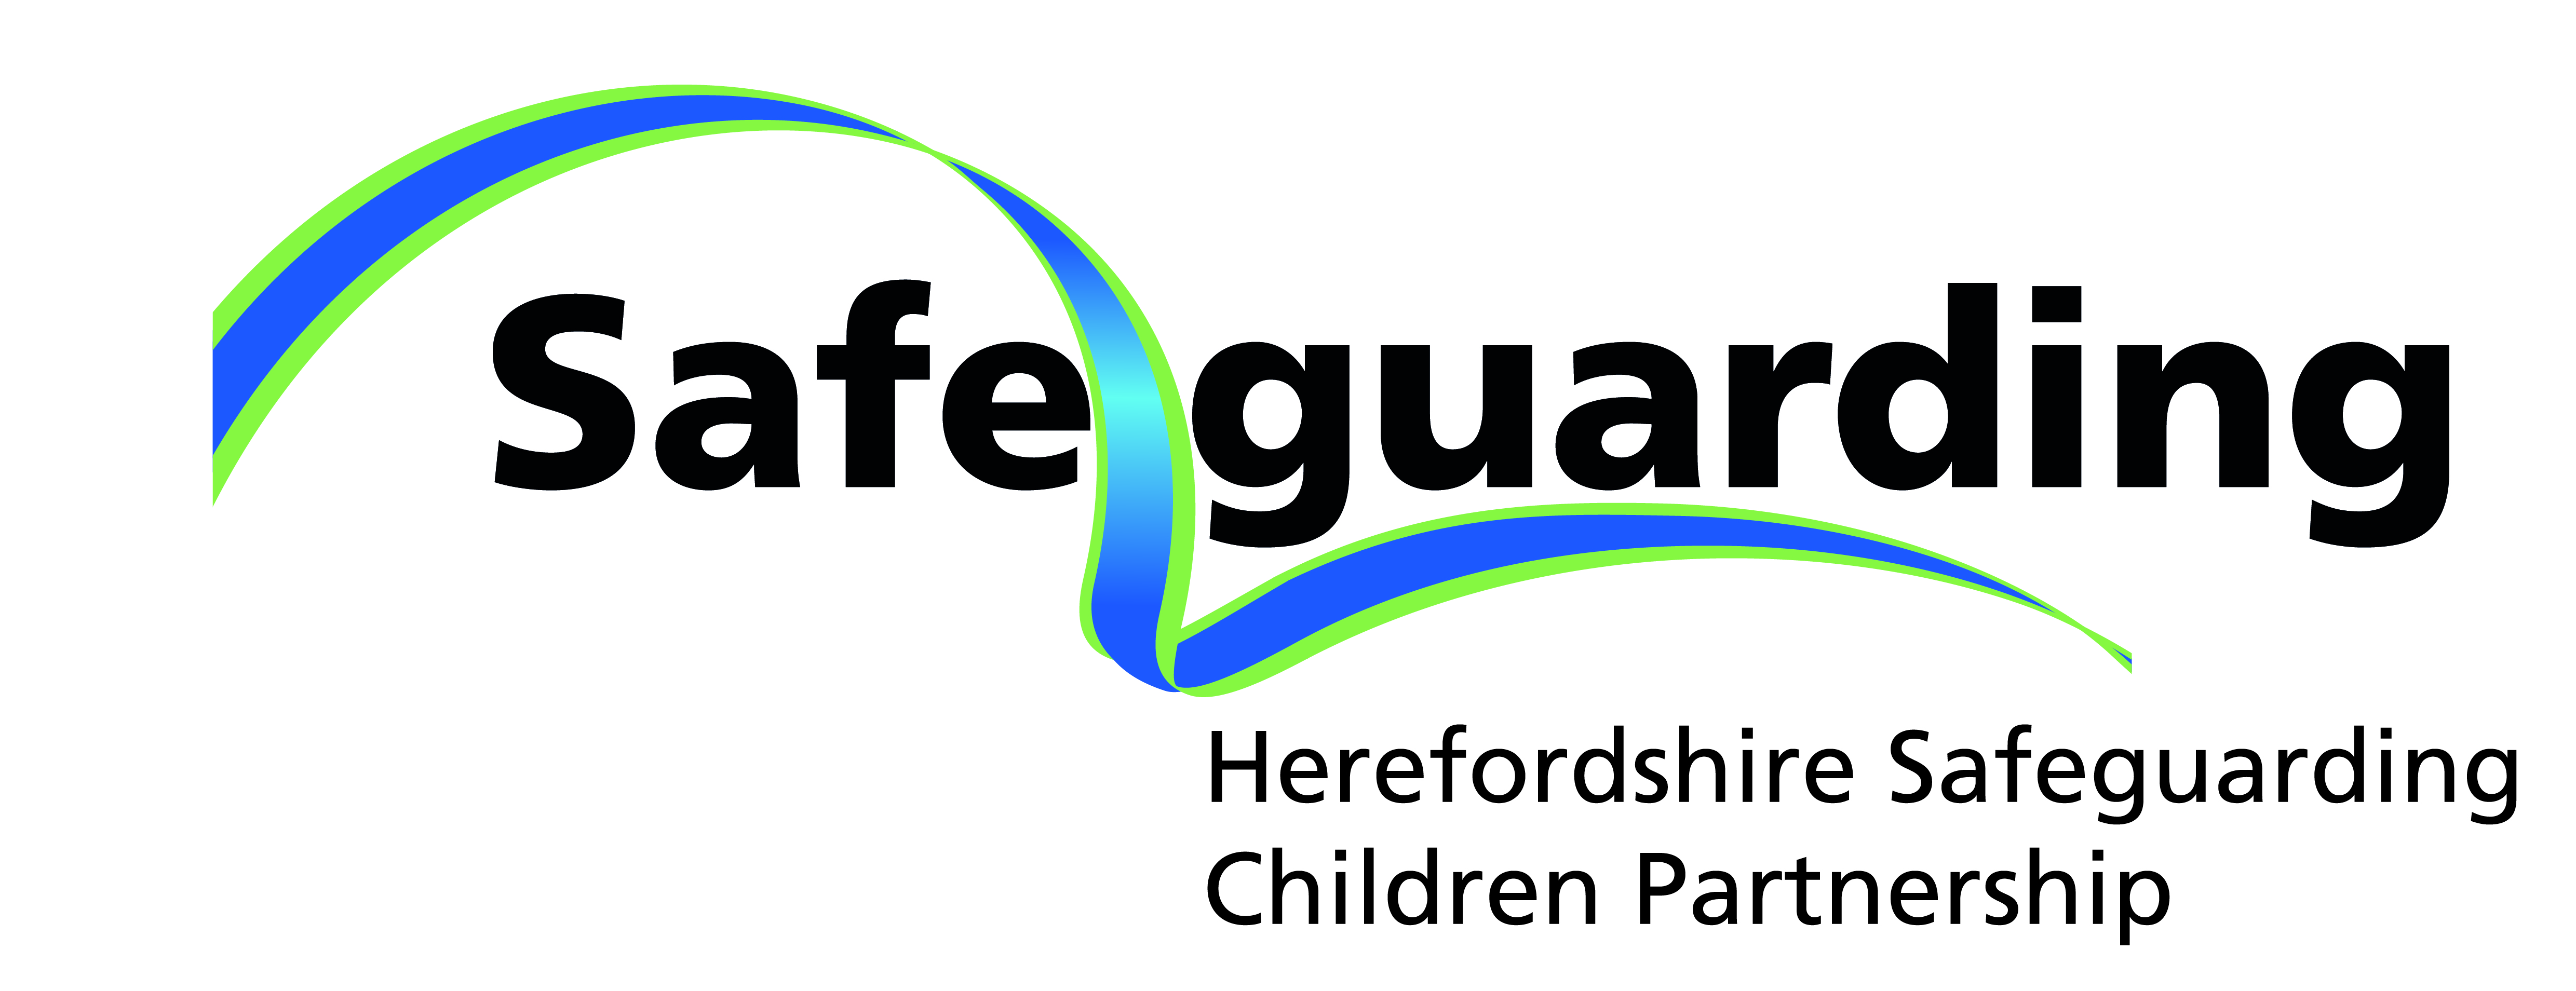 Safeguarding
Herefordshire Safeguarding
Children Partnership